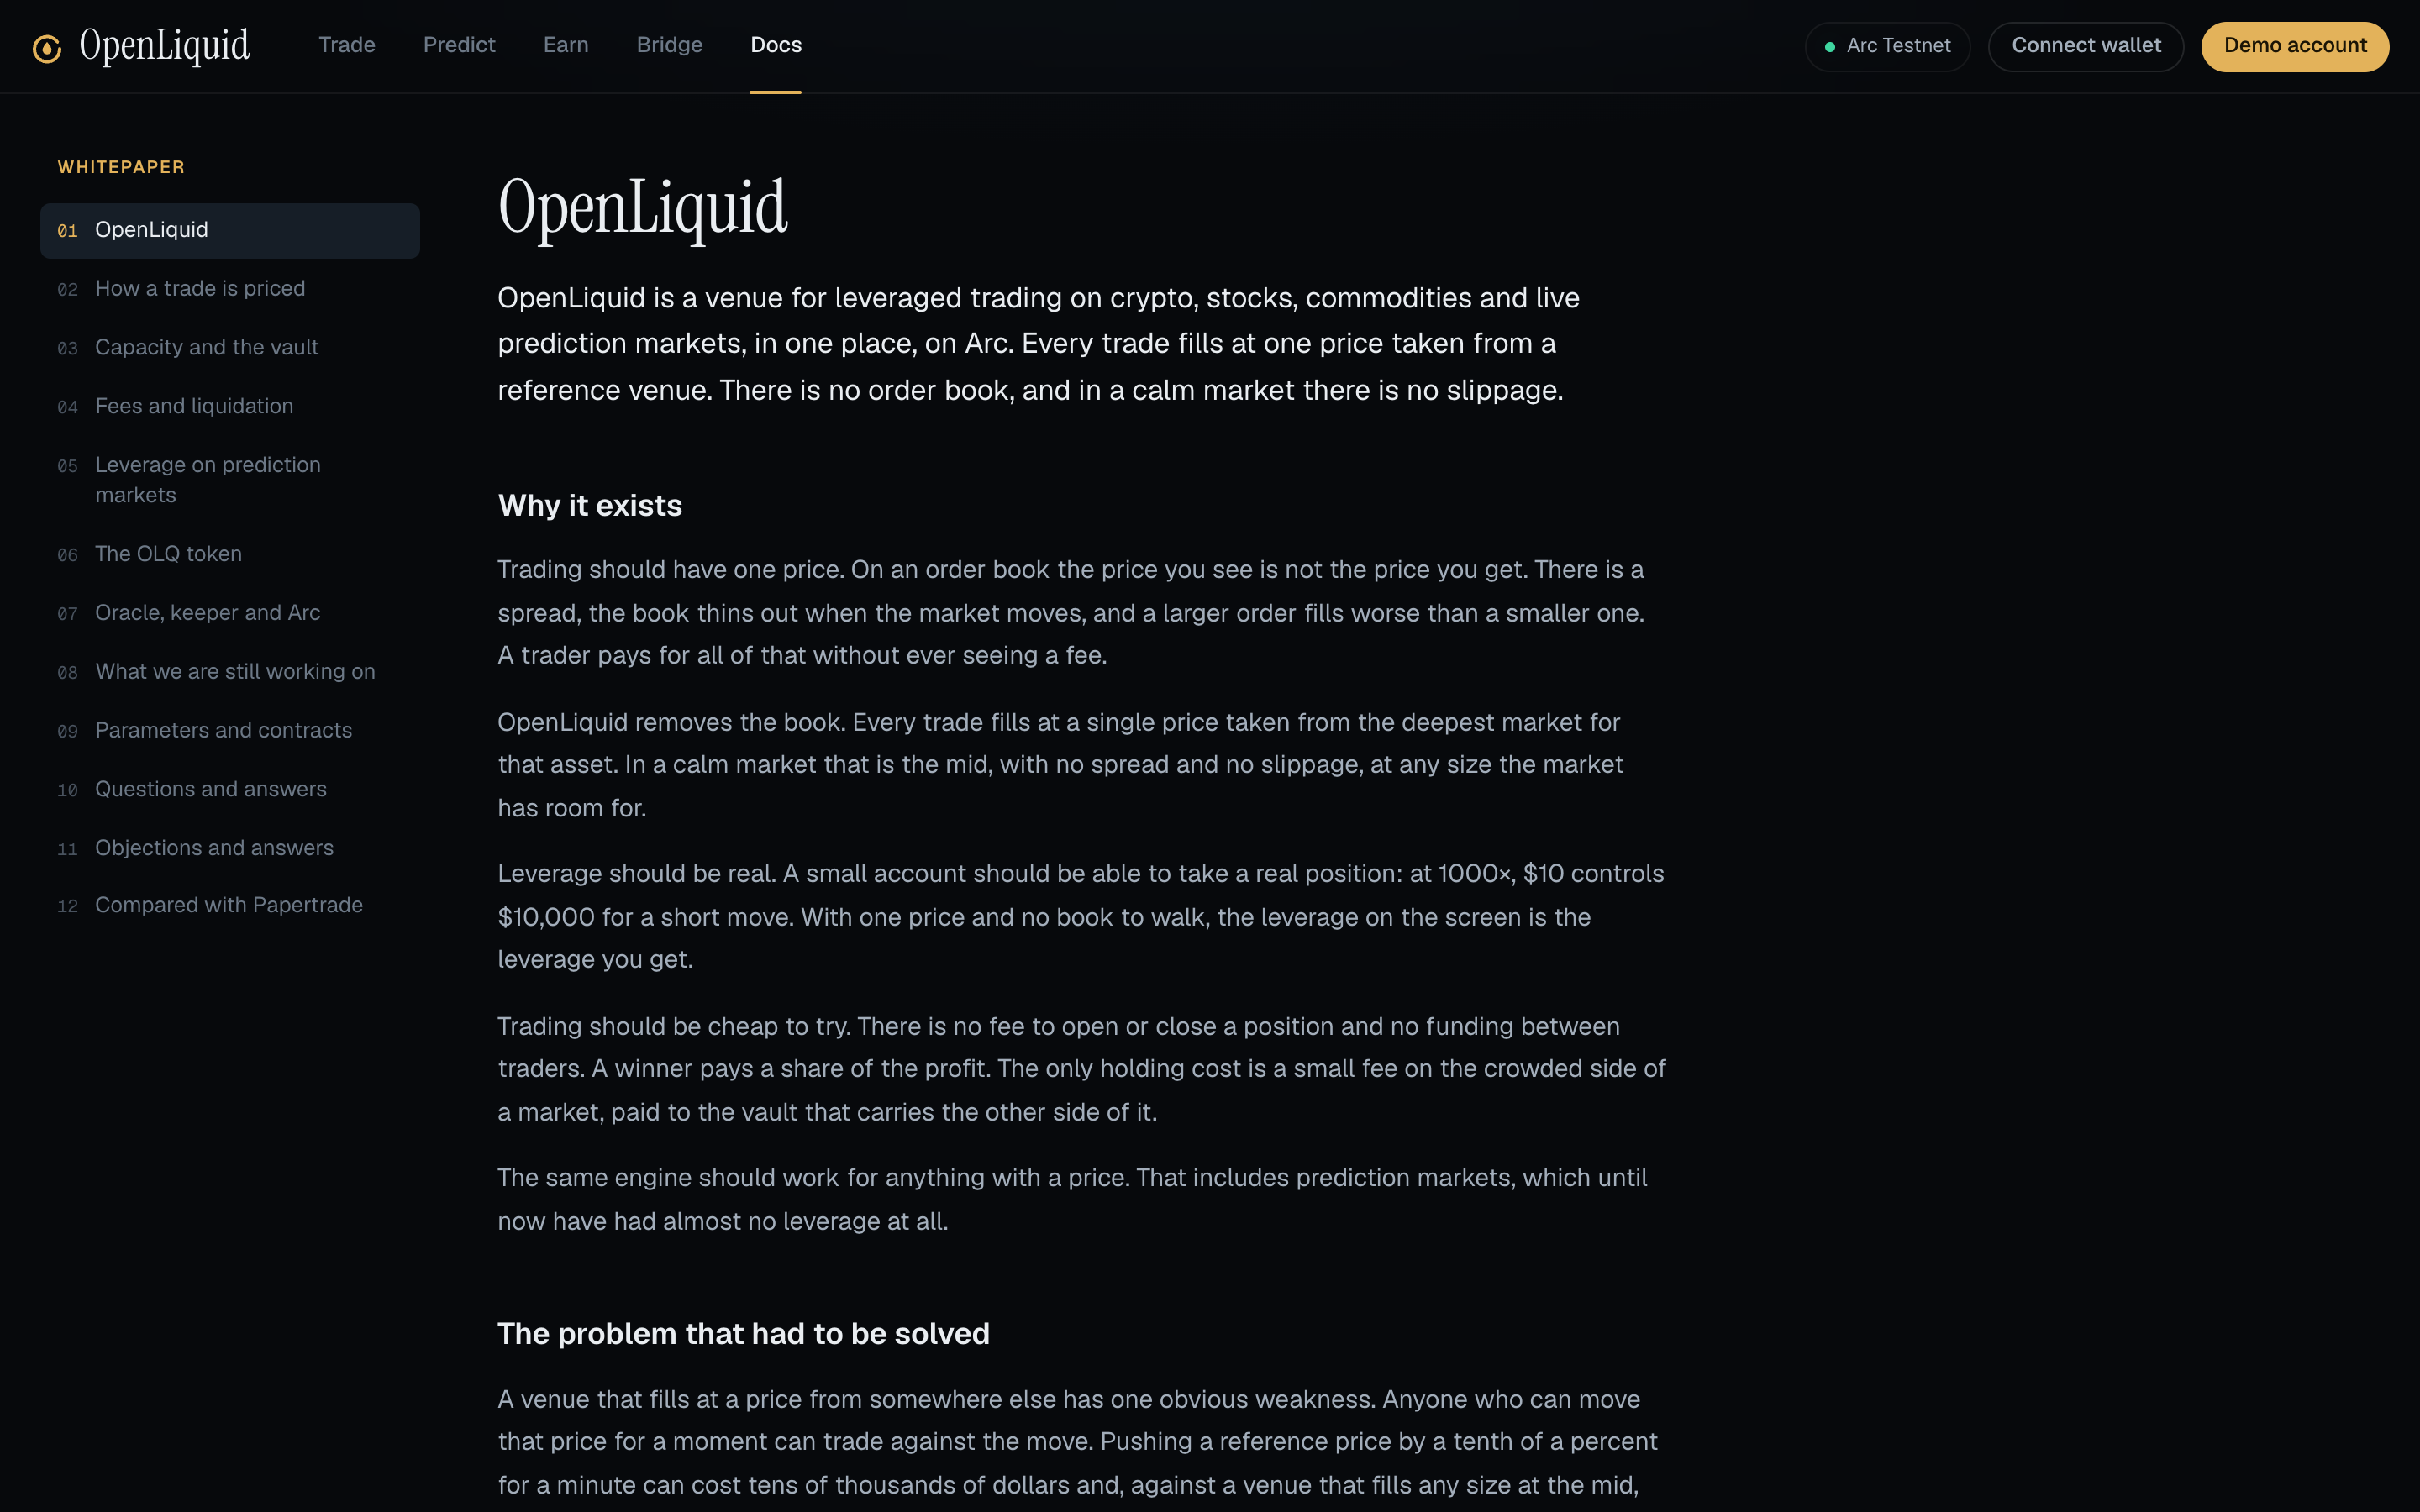 OpenLiquid
Trade
Predict
Earn
Bridge
Docs
Arc Testnet
Connect wallet
Demo account
WHITEPAPER
01 OpenLiquid
02 How a trade is priced
03 Capacity and the vault
04 Fees and liquidation
05 Leverage on prediction
markets
06 The OLQ token
07 Oracle, keeper and Arc
08 What we are still working on
09 Parameters and contracts
10 Questions and answers
11 Objections and answers
12 Compared with Papertrade
OpenLiquid
OpenLiquid is a venue for leveraged trading on crypto, stocks, commodities and live
prediction markets, in one place, on Arc. Every trade fills at one price taken from a
reference venue. There is no order book, and in a calm market there is no slippage.
Why it exists
Trading should have one price. On an order book the price you see is not the price you get. There is a
spread, the book thins out when the market moves, and a larger order fills worse than a smaller one.
A trader pays for all of that without ever seeing a fee.
OpenLiquid removes the book. Every trade fills at a single price taken from the deepest market for
that asset. In a calm market that is the mid, with no spread and no slippage, at any size the market
has room for.
Leverage should be real. A small account should be able to take a real position: at 1000×, $10 controls
$10,000 for a short move. With one price and no book to walk, the leverage on the screen is the
leverage you get.
Trading should be cheap to try. There is no fee to open or close a position and no funding between
traders. A winner pays a share of the profit. The only holding cost is a small fee on the crowded side of
a market, paid to the vault that carries the other side of it.
The same engine should work for anything with a price. That includes prediction markets, which until
now have had almost no leverage at all.
The problem that had to be solved
A venue that fills at a price from somewhere else has one obvious weakness. Anyone who can move
that price for a moment can trade against the move. Pushing a reference price by a tenth of a percent
for a minute can cost tens of thousands of dollars and, against a venue that fills any size at the mid,